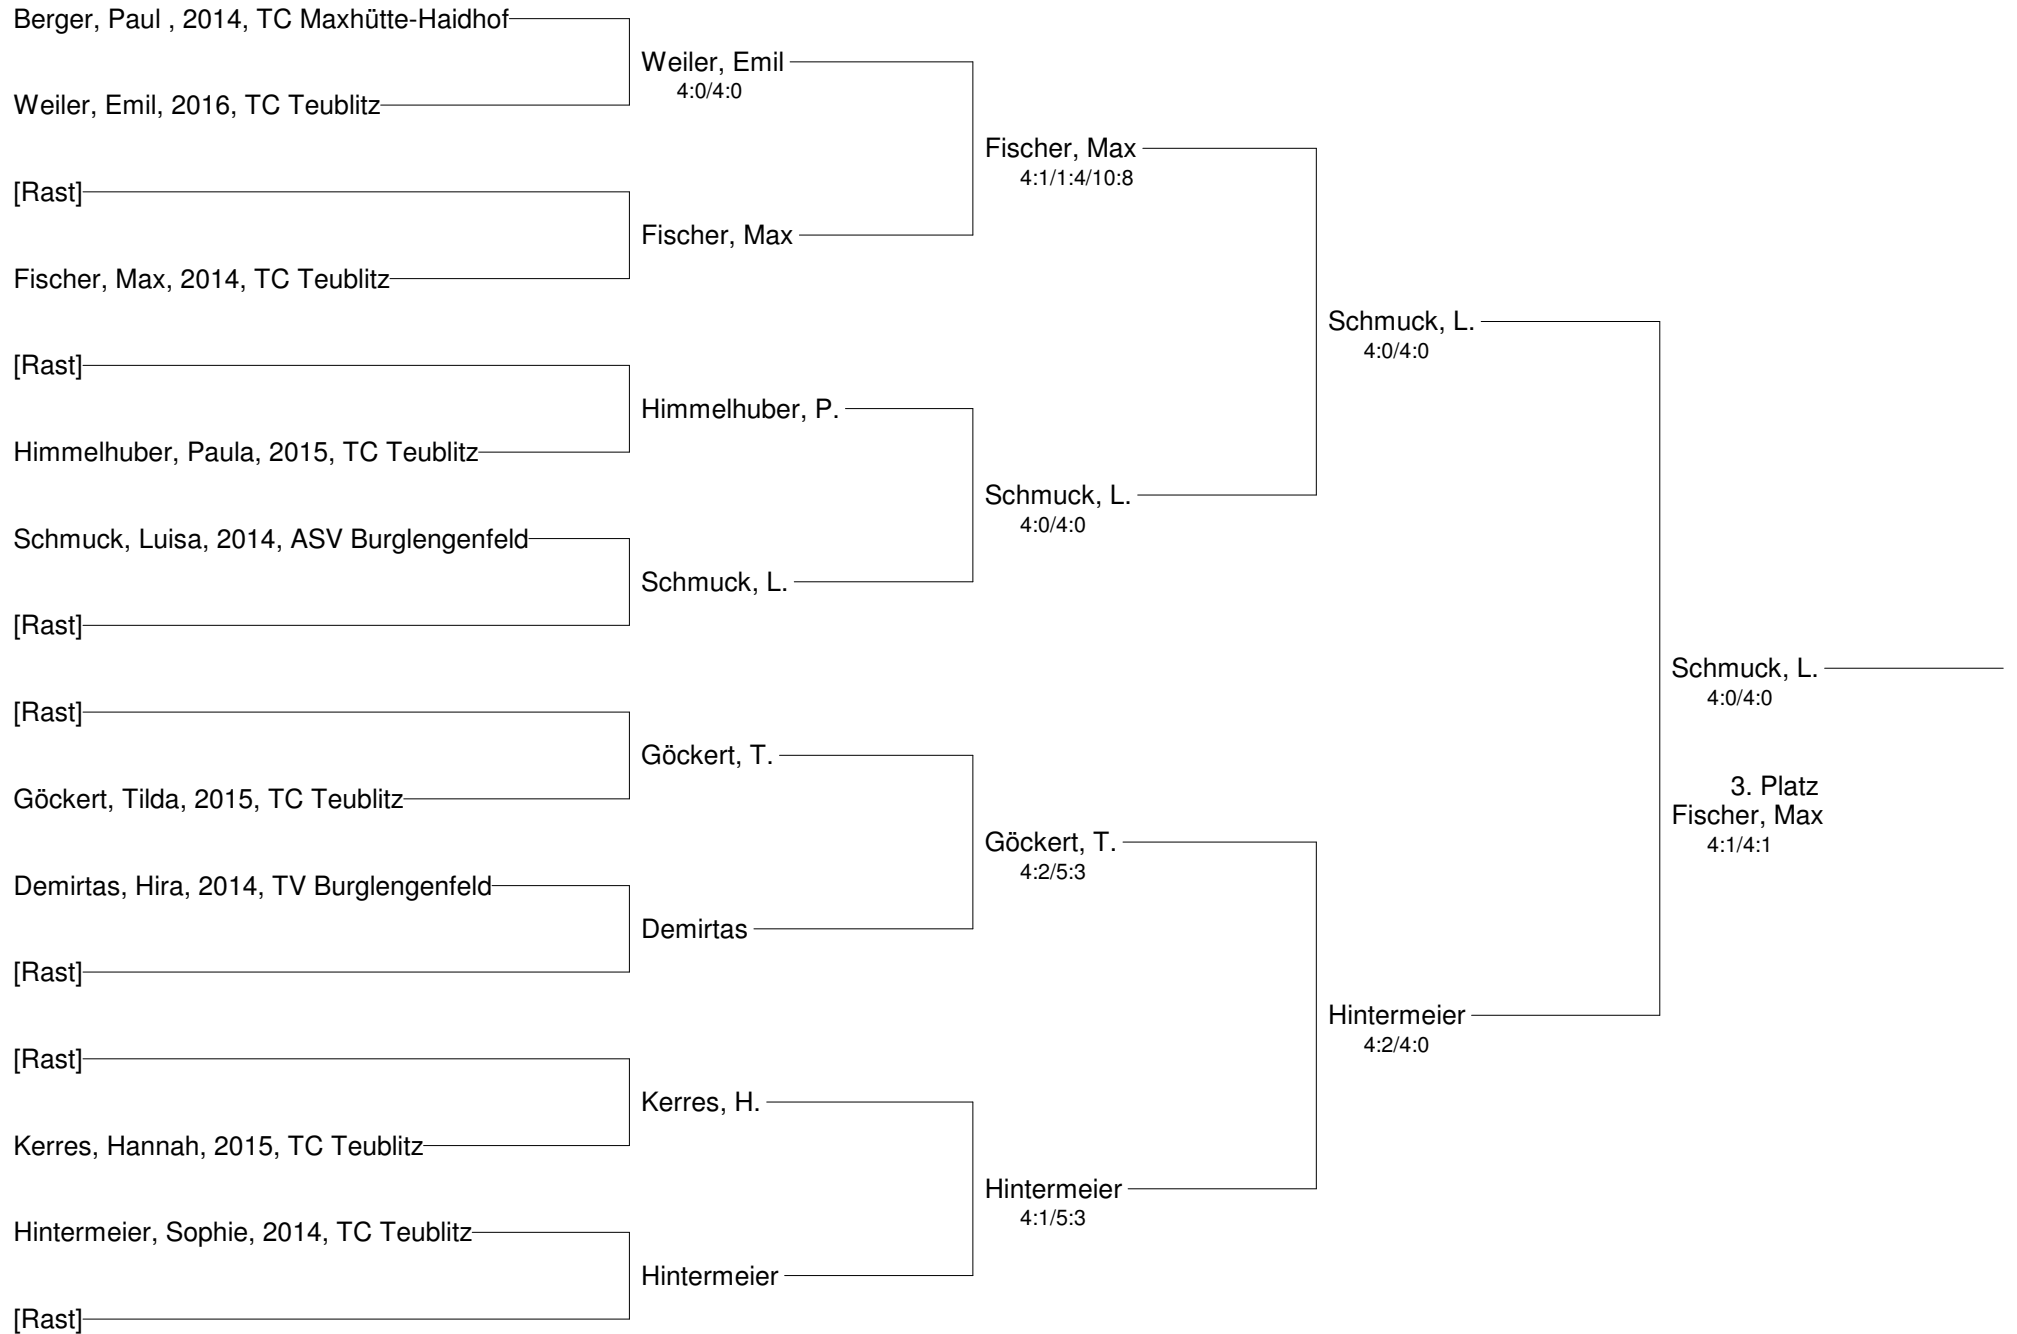 Berger, Paul , 2014, TC Maxhütte-Haidhof
Weiler, Emil, 2016, TC Teublitz
[Rast]
Fischer, Max, 2014, TC Teublitz
[Rast]
Himmelhuber, Paula, 2015, TC Teublitz
Schmuck, Luisa, 2014, ASV Burglengenfeld
[Rast]
[Rast]
Göckert, Tilda, 2015, TC Teublitz
Demirtas, Hira, 2014, TV Burglengenfeld
[Rast]
[Rast]
Kerres, Hannah, 2015, TC Teublitz
Hintermeier, Sophie, 2014, TC Teublitz
[Rast]
Weiler, Emil
4:0/4:0
Fischer, Max
Himmelhuber, P.
Schmuck, L.
Göckert, T.
Demirtas
Kerres, H.
Hintermeier
Fischer, Max
4:1/1:4/10:8
Schmuck, L.
4:0/4:0
Göckert, T.
4:2/5:3
Hintermeier
4:1/5:3
Schmuck, L.
4:0/4:0
Hintermeier
4:2/4:0
Schmuck, L.
4:0/4:0
3. Platz
Fischer, Max
4:1/4:1